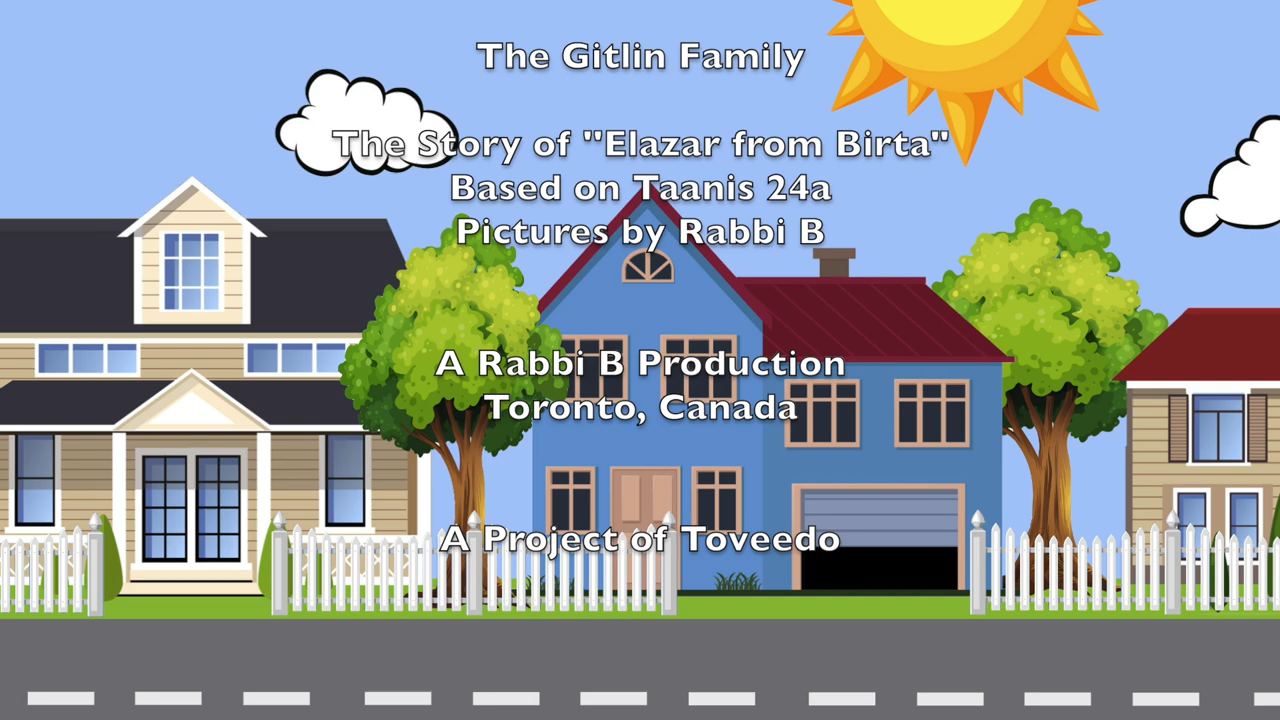 The Gitlin Family
The Story of "Elazar from Birta"
Based on Taanis 24a
Pictures by Rabbi B
A Rabbi B Production
Toronto, Canada
A Project of Toveedo